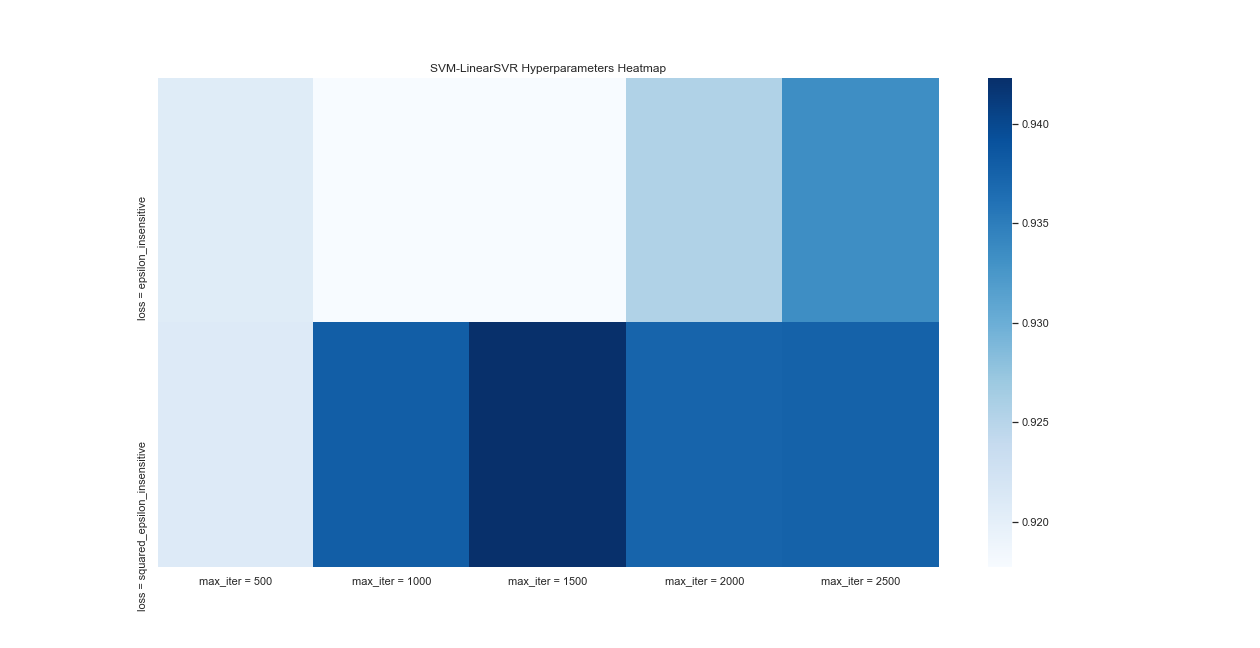 SVM-LinearSVR Hyperparameters Heatmap
loss = epsilon_insensitive
loss = squared_epsilon_insensitive
max_iter = 500
max_iter = 1000
max_iter = 1500
max_iter = 2000
max_iter = 2500
0.940
0.935
0.930
0.925
0.920